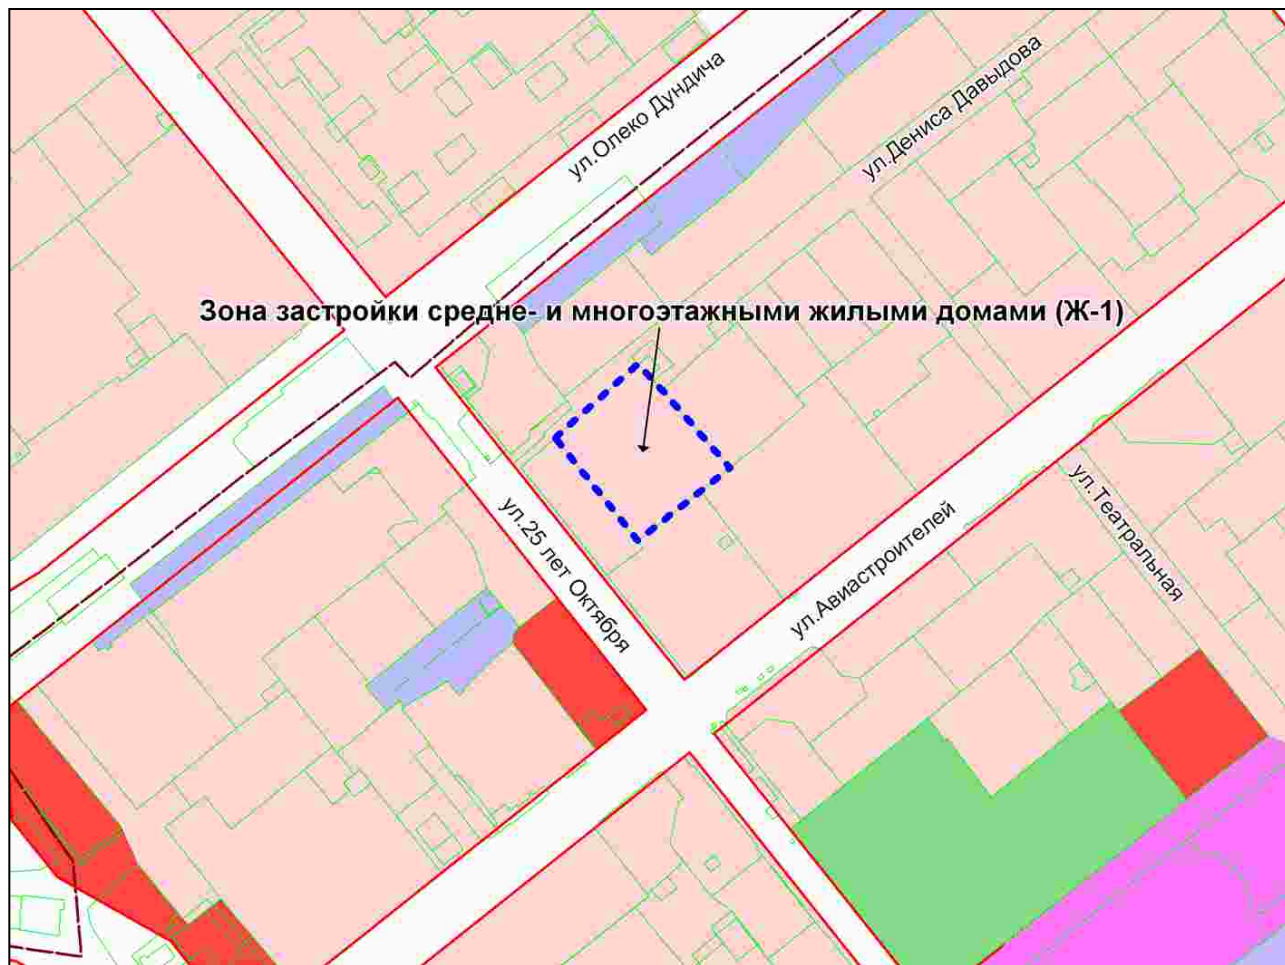 ул.Олеко Дундича
ул.Дениса Давыдова
Зона застройки средне- и многоэтажными жилыми домами (Ж-1)
ул.25 лет Октября
ул.Авиастроителей
ул.Театральная